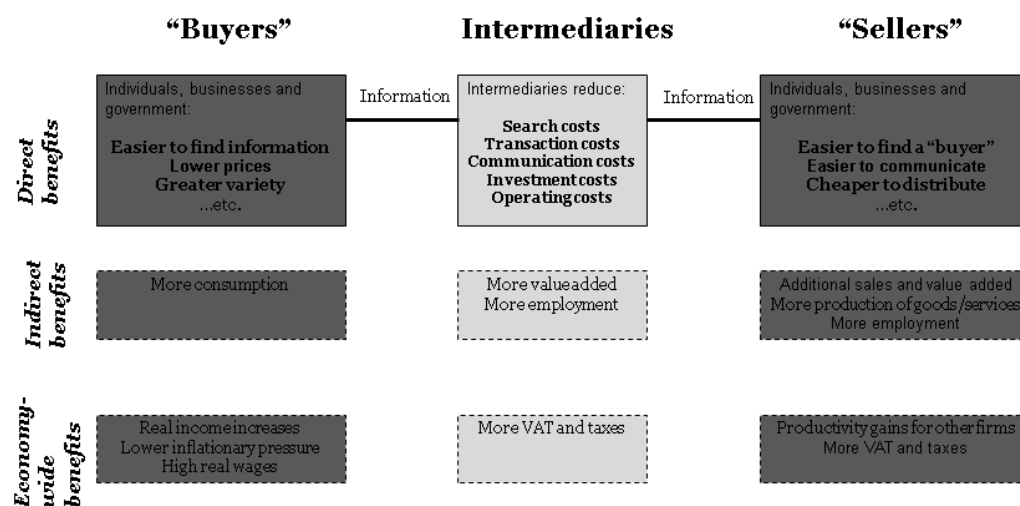 “Buyers”
Intermediaries
“Sellers”
Direct
benefits
Individuals, businesses and
government:
Easier to find information
Lower prices
Greater variety
...etc.
Information
Intermediaries reduce:
Search costs
Transaction costs
Communication costs
Investment costs
Operating costs
Information
Individuals, businesses and
government:
Easier to find a “buyer”
Easier to communicate
Cheaper to distribute
...etc.
Indirect
benefits
More consumption
More value added
More employment
Additional sales and value added
More production of goods/services
More employment
Economy-
wide
benefits
Real income increases
Lower inflationary pressure
High real wages
More VAT and taxes
Productivity gains for other firms
More VAT and taxes